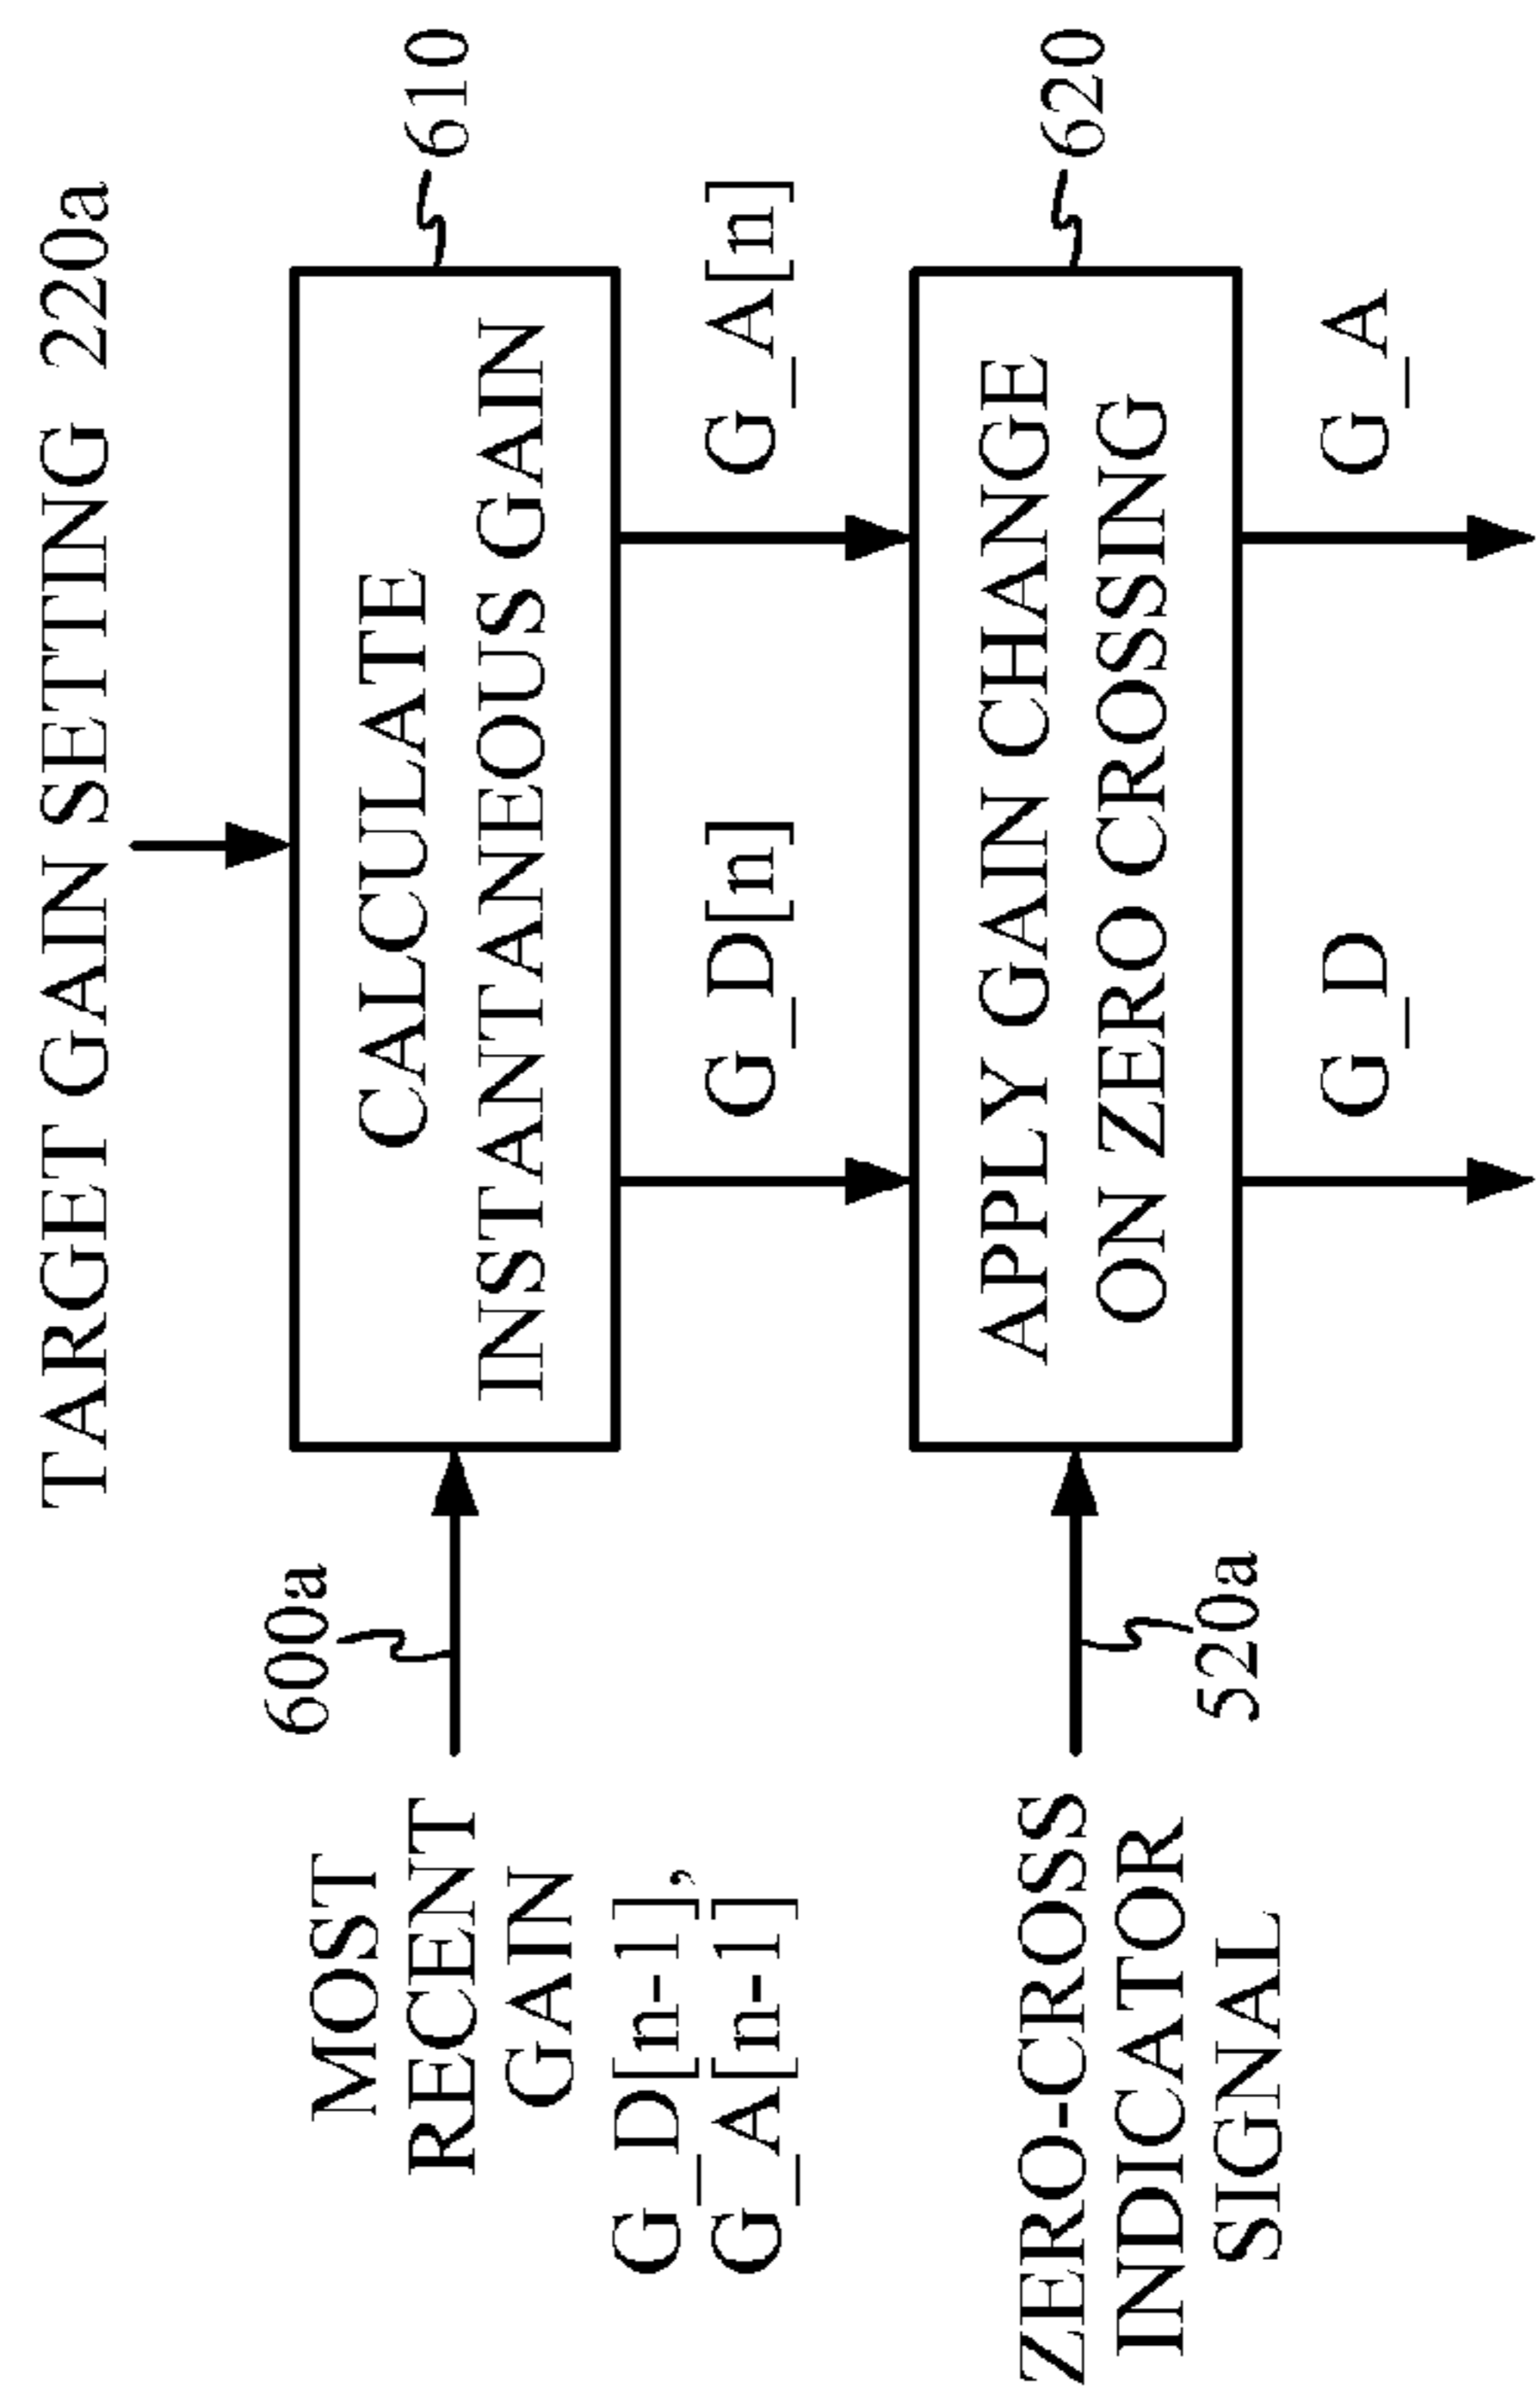 TARGET GAIN SETTING 220a
600a
610
MOST
RECENT
GAIN
G_D[n-1],
G_A[n-1]
CALCULATE
INSTANTANEOUS GAIN
G_D[n]
G_A[n]
620
ZERO-CROSS
INDICATOR
SIGNAL
520a
APPLY GAIN CHANGE
ON ZERO CROSSING
G_D
G_A